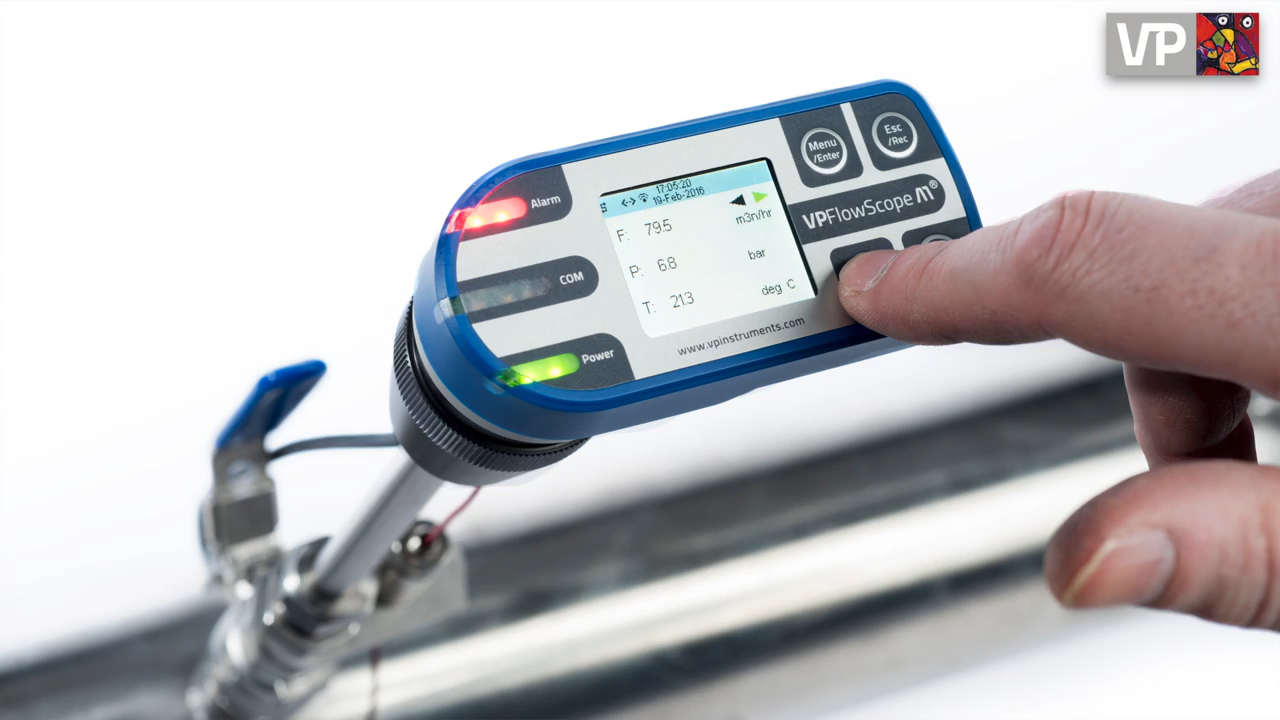 VP
Menu
/Enter
Esc
/Rec
Alarm
17:05:20
19-Feb-2016
VPFlowScope M®
F: 79.5 m3n/hr
COM
P: 6.8 bar
T: 21.3 deg C
Power
www.vpinstruments.com